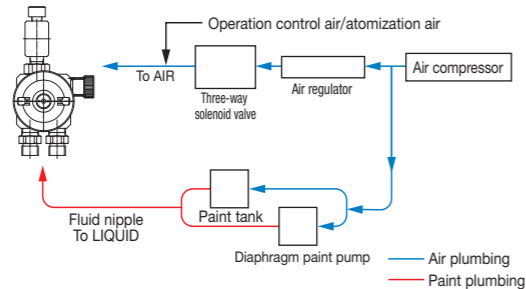 Operation control air/atomization air
To AIR
Three-way
solenoid valve
Air regulator
Air compressor
Fluid nipple
To LIQUID
Paint tank
Diaphragm paint pump
Air plumbing
Paint plumbing